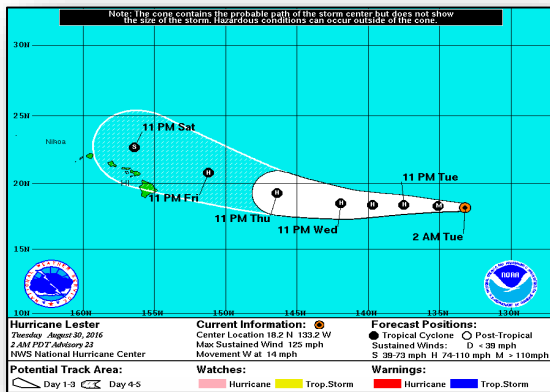 Note: The cone contains the probable path of the storm center but does not show
the size of the storm. Hazardous conditions can occur outside of the cone.
30N
25N
20N
15N
10N
160W
155W
150W
145W
140W
135W
130W
Nihoa
HI
11 PM Sat
S
11 PM Fri
H
11 PM Thu
H
11 PM Wed
H
H
11 PM Tue
H
M
2 AM Tue
NOAA
Hurricane Lester
Tuesday August 30, 2016
2 AM PDT Advisory 23
NWS National Hurricane Center
Current Information:
Center Location 18.2 N 133.2 W
Max Sustained Wind 125 mph
Movement W at 14 mph
Forecast Positions:
Tropical Cyclone Post-Tropical
Sustained Winds: D < 39 mph
S 39-73 mph H 74-110 mph M > 110mph
Potential Track Area:
Day 1-3 Day 4-5
Watches:
Hurricane Trop.Storm
Warnings:
Hurricane Trop.Storm